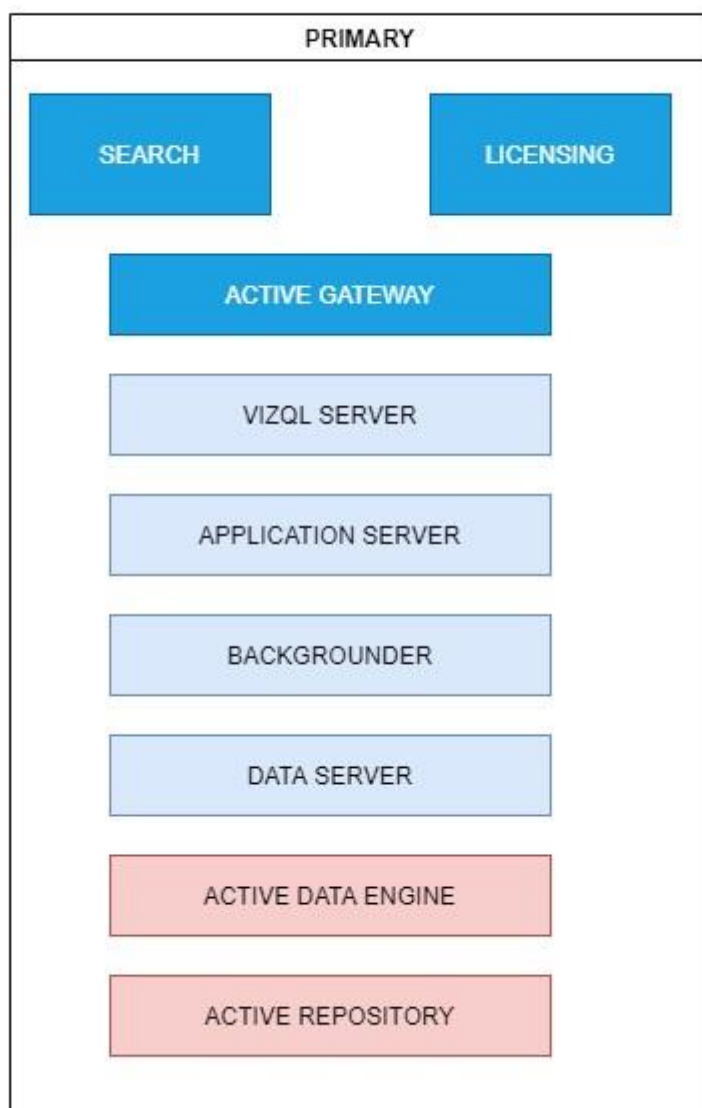 PRIMARY
SEARCH
LICENSING
ACTIVE GATEWAY
VIZQL SERVER
APPLICATION SERVER
BACKGROUNDER
DATA SERVER
ACTIVE DATA ENGINE
ACTIVE REPOSITORY